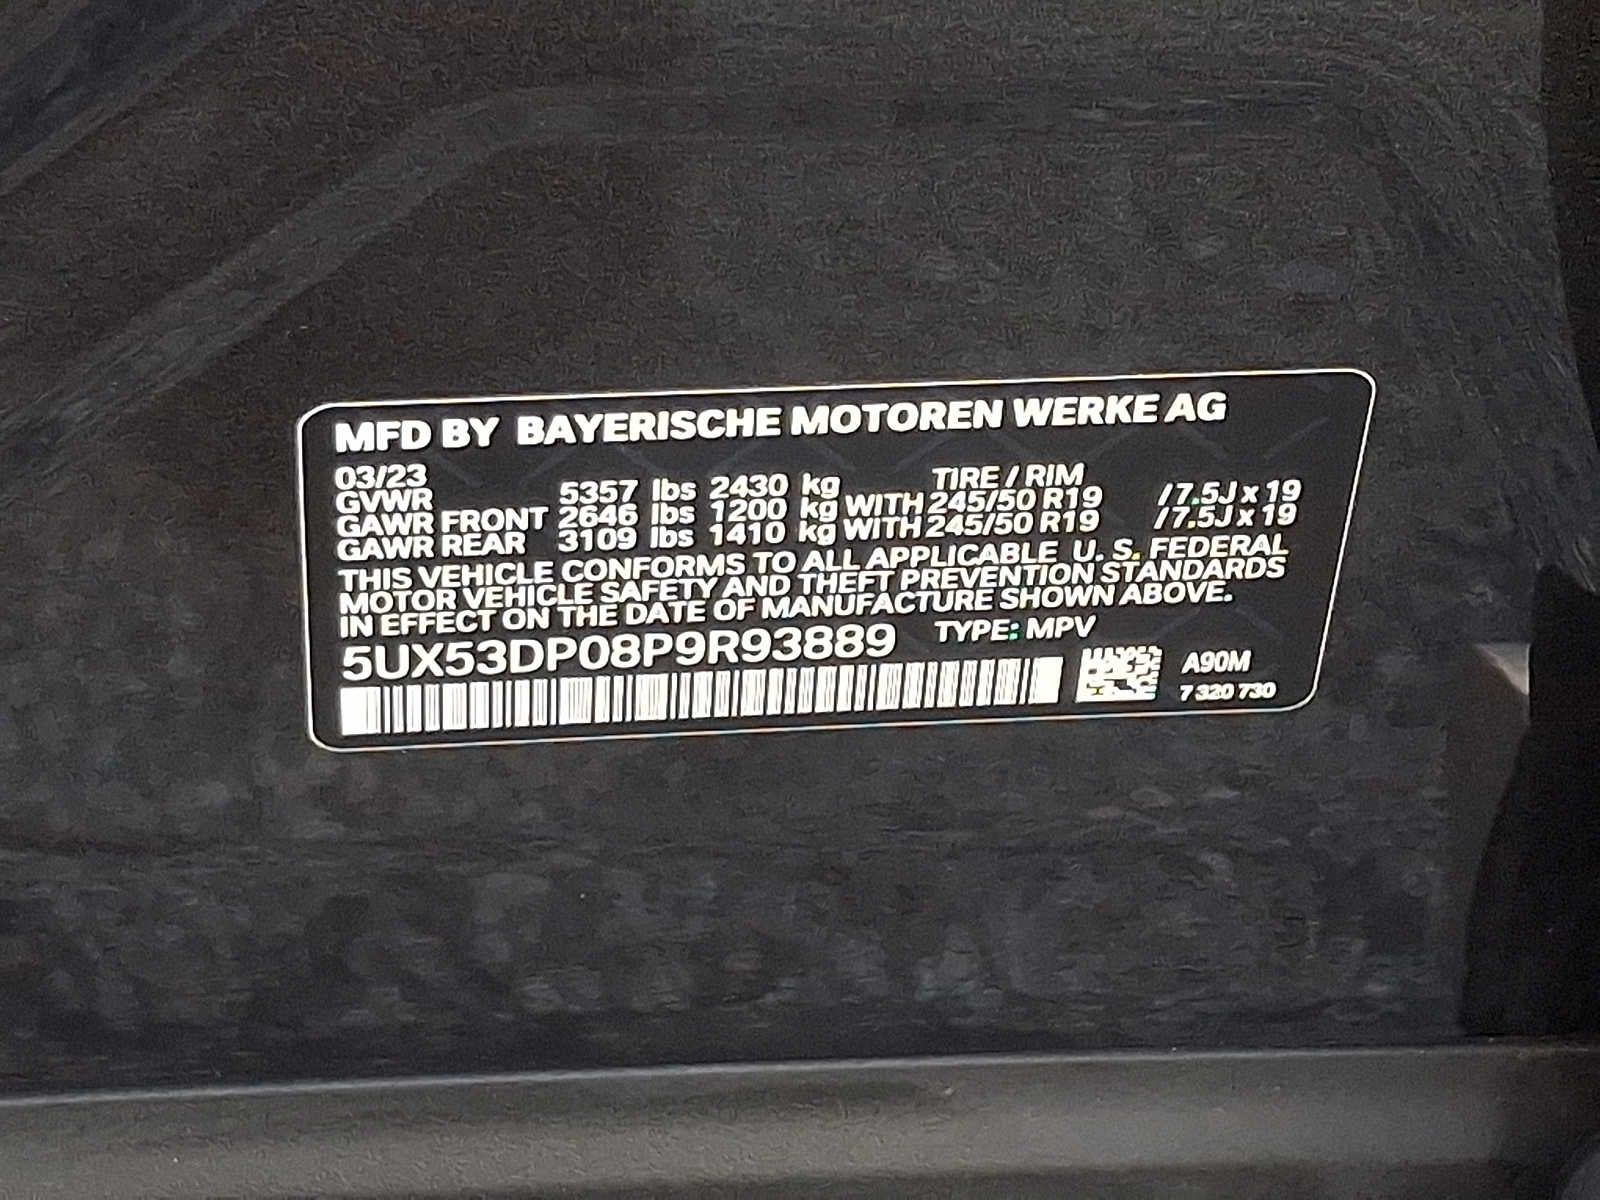 MFD BY BAYERISCHE MOTOREN WERKE AG
03/23 TIRE / RIM
GVWR 5357 lbs 2430 kg
GAWR FRONT 2646 lbs 1200 kg WITH 245/50 R19 / 7.5J x 19
GAWR REAR 3109 lbs 1410 kg WITH 245/50 R19 / 7.5J x 19
THIS VEHICLE CONFORMS TO ALL APPLICABLE U. S. FEDERAL
MOTOR VEHICLE SAFETY AND THEFT PREVENTION STANDARDS
IN EFFECT ON THE DATE OF MANUFACTURE SHOWN ABOVE.
5UX53DP08P9R93889 TYPE: MPV
A90M
7 320 730